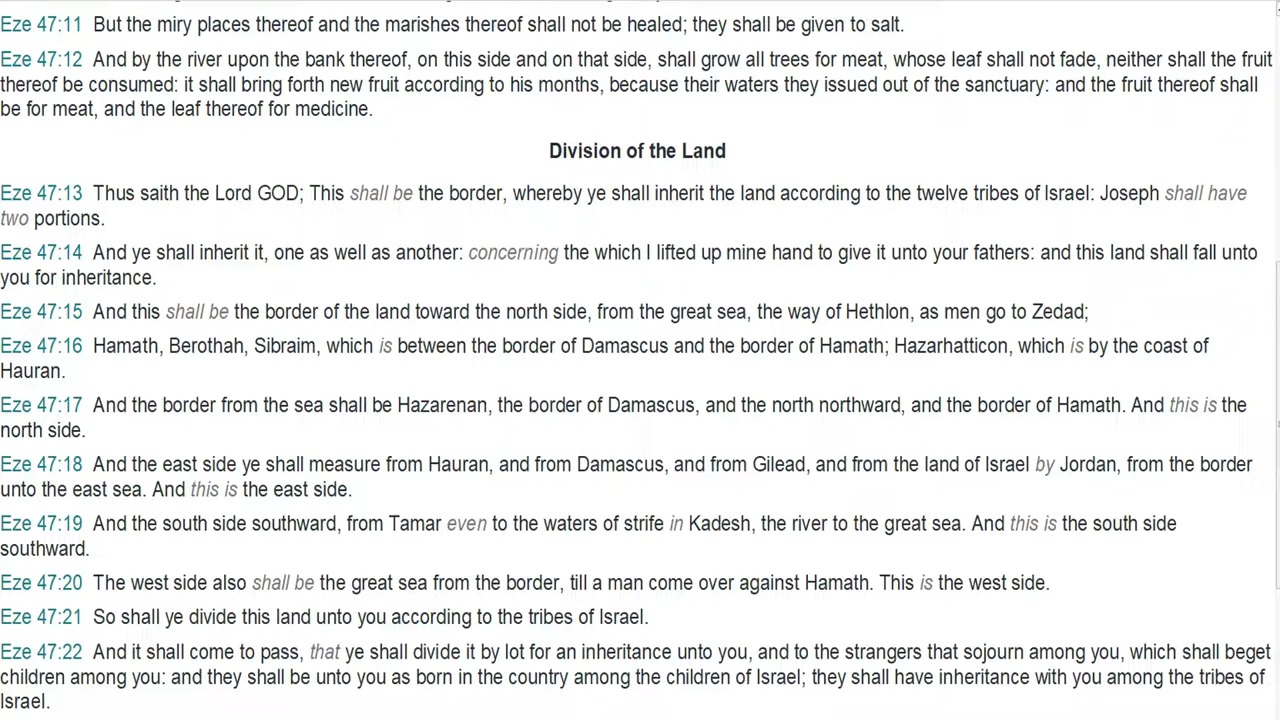 Eze 47:11 But the miry places thereof and the marishes thereof shall not be healed; they shall be given to salt.
Eze 47:12 And by the river upon the bank thereof, on this side and on that side, shall grow all trees for meat, whose leaf shall not fade, neither shall the fruit
thereof be consumed: it shall bring forth new fruit according to his months, because their waters they issued out of the sanctuary: and the fruit thereof shall
be for meat, and the leaf thereof for medicine.
Division of the Land
Eze 47:13 Thus saith the Lord GOD; This shall be the border, whereby ye shall inherit the land according to the twelve tribes of Israel: Joseph shall have
two portions.
Eze 47:14 And ye shall inherit it, one as well as another: concerning the which I lifted up mine hand to give it unto your fathers: and this land shall fall unto
you for inheritance.
Eze 47:15 And this shall be the border of the land toward the north side, from the great sea, the way of Hethlon, as men go to Zedad;
Eze 47:16 Hamath, Berothah, Sibraim, which is between the border of Damascus and the border of Hamath; Hazarhatticon, which is by the coast of
Hauran.
Eze 47:17 And the border from the sea shall be Hazarenan, the border of Damascus, and the north northward, and the border of Hamath. And this is the
north side.
Eze 47:18 And the east side ye shall measure from Hauran, and from Damascus, and from Gilead, and from the land of Israel by Jordan, from the border
unto the east sea. And this is the east side.
Eze 47:19 And the south side southward, from Tamar even to the waters of strife in Kadesh, the river to the great sea. And this is the south side
southward.
Eze 47:20 The west side also shall be the great sea from the border, till a man come over against Hamath. This is the west side.
Eze 47:21 So shall ye divide this land unto you according to the tribes of Israel.
Eze 47:22 And it shall come to pass, that ye shall divide it by lot for an inheritance unto you, and to the strangers that sojourn among you, which shall beget
children among you: and they shall be unto you as born in the country among the children of Israel; they shall have inheritance with you among the tribes of
Israel.